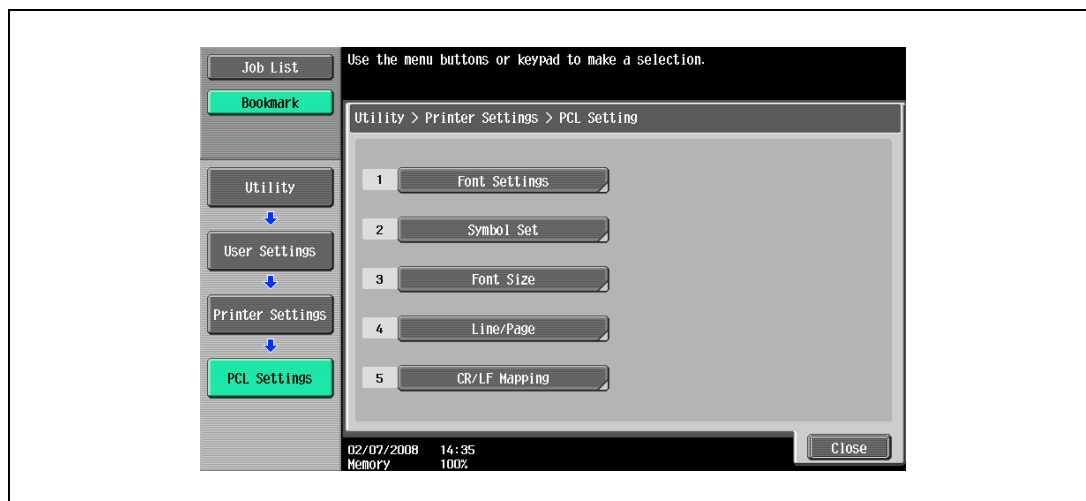 Job List
Bookmark
Use the menu buttons or keypad to make a selection.
Utility > Printer Settings > PCL Setting
Utility
User Settings
Printer Settings
PCL Settings
1 Font Settings
2 Symbol Set
3 Font Size
4 Line/Page
5 CR/LF Mapping
02/07/2008 14:35
Memory 100%
Close